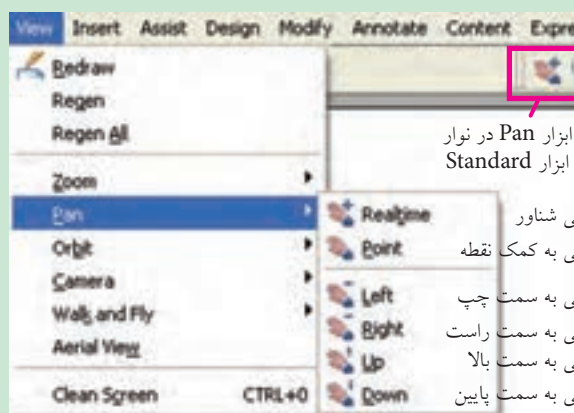 View Insert Assist Design Modify Annotate Content Expre
Redraw
Regen
Regen All
ابزار Pan در نوار
ابزار Standard
Zoom
Pan
Realtime
شناور
Orbit
Point
به کمک نقطه
Camera
Left
به سمت چپ
Walk and Fly
Right
به سمت راست
Aerial View
Up
به سمت بالا
Clean Screen CTRL+0
Down
به سمت پایین